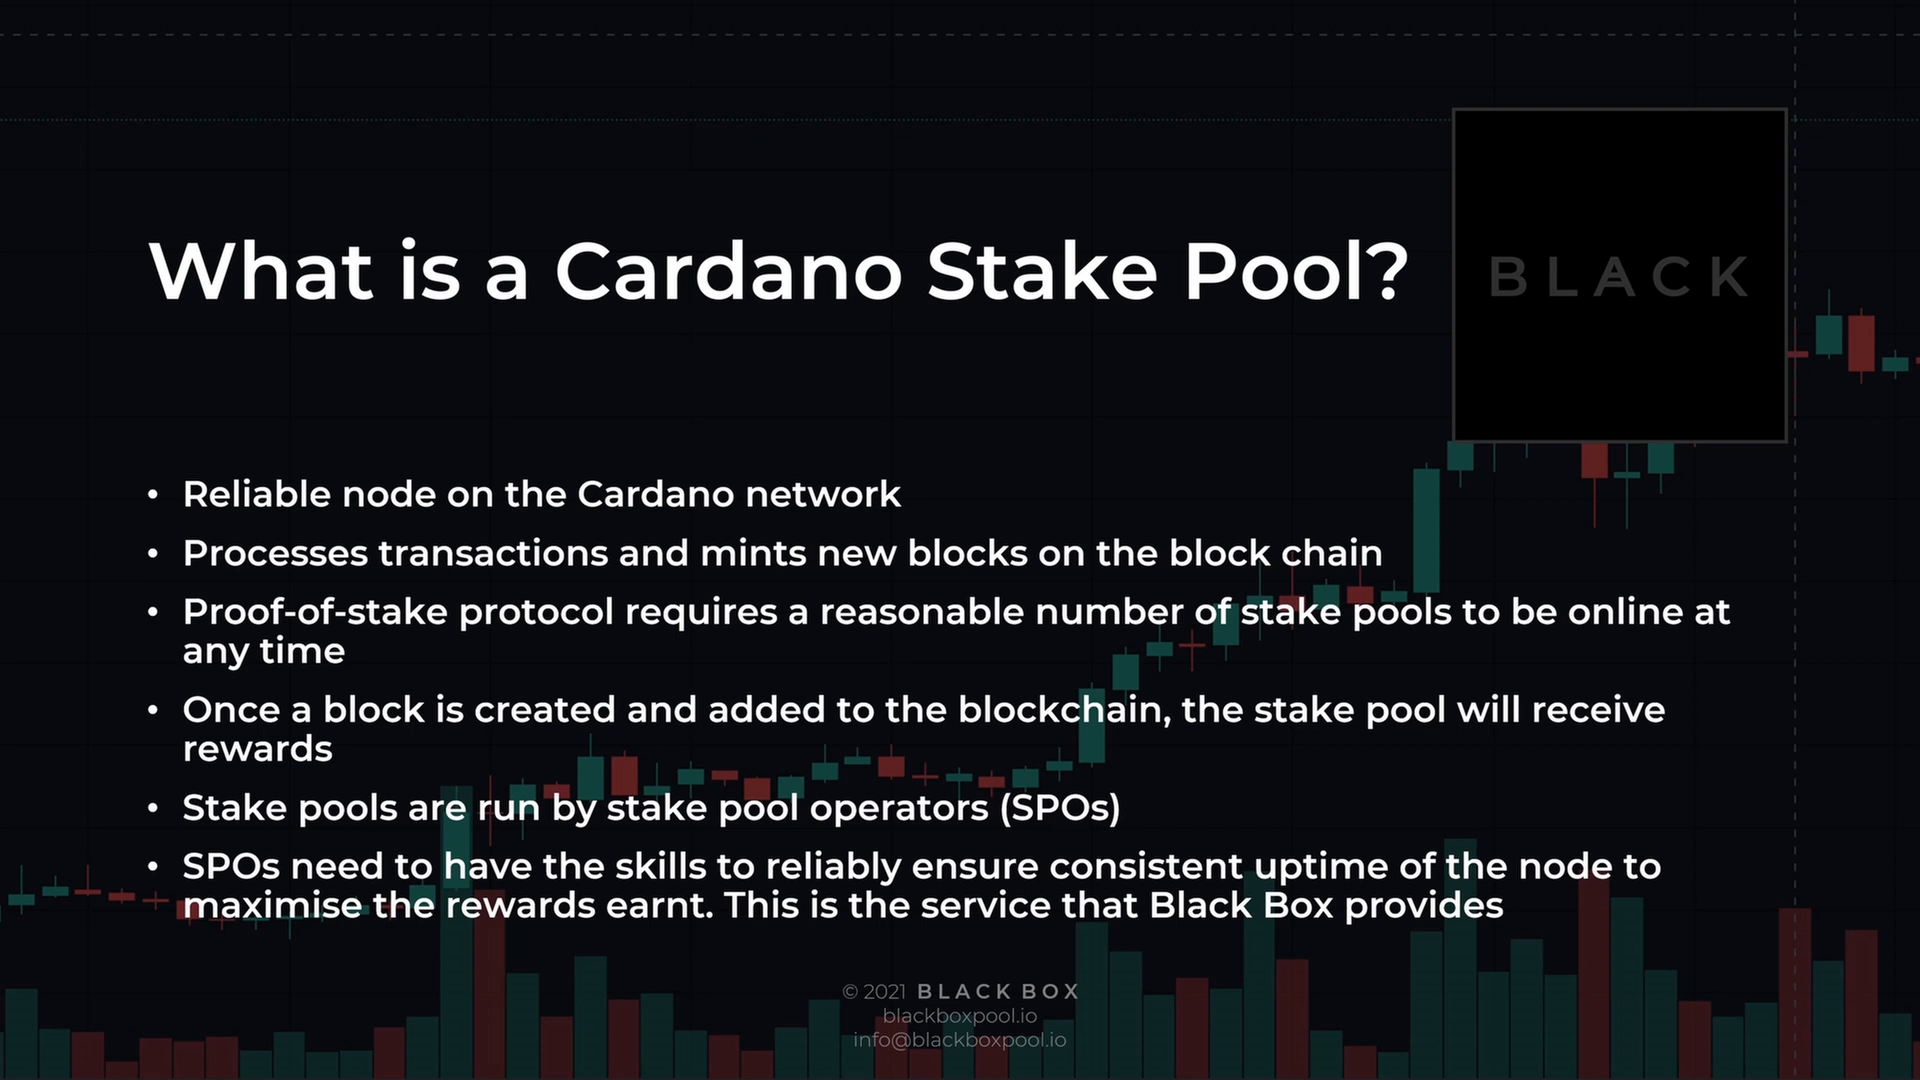 What is a Cardano Stake Pool?
BLACK
• Reliable node on the Cardano network
• Processes transactions and mints new blocks on the block chain
• Proof-of-stake protocol requires a reasonable number of stake pools to be online at
any time
• Once a block is created and added to the blockchain, the stake pool will receive
rewards
• Stake pools are run by stake pool operators (SPOs)
• SPOs need to have the skills to reliably ensure consistent uptime of the node to
maximise the rewards earnt. This is the service that Black Box provides
© 2021 BLACK BOX
blackboxpool.io
info@blackboxpool.io